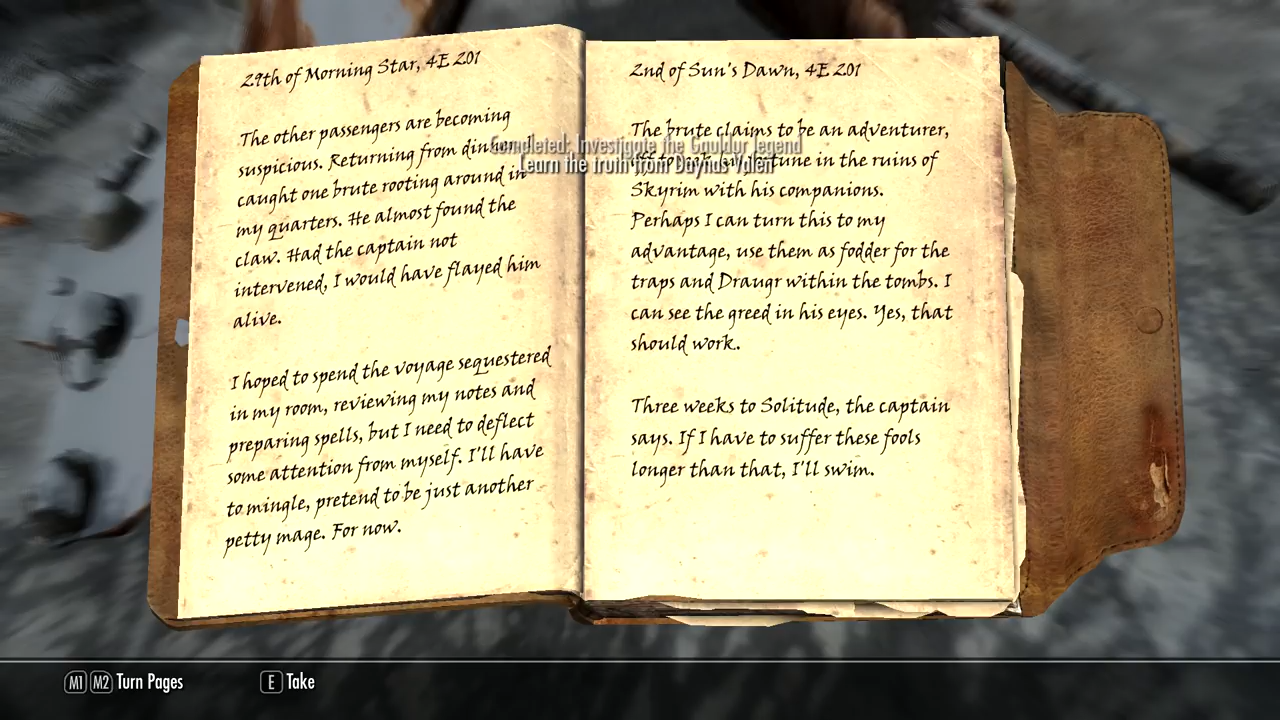 29th of Morning Star, 4E 201
The other passengers are becoming
suspicious. Returning from dinner
caught one brute rooting around in
my quarters. He almost found the
claw. Had the captain not
intervened, I would have flayed him
alive.
I hoped to spend the voyage sequestered
in my room, reviewing my notes and
preparing spells, but I need to deflect
some attention from myself. I'll have
to mingle, pretend to be just another
petty mage. For now.
2nd of Sun's Dawn, 4E 201
The brute claims to be an adventurer,
off to seek his fortune in the ruins of
Skyrim with his companions.
Perhaps I can turn this to my
advantage, use them as fodder for the
traps and Draugr within the tombs. I
can see the greed in his eyes. Yes, that
should work.
Three weeks to Solitude, the captain
says. If I have to suffer these fools
longer than that, I'll swim.
Completed: Investigate the Gauldur legend
Learn the truth from Daynas Valen
M1 M2 Turn Pages
E Take